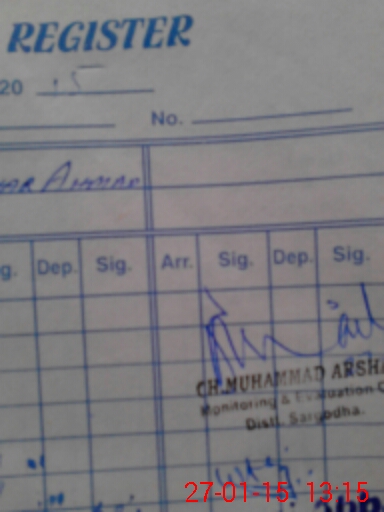 REGISTER
20 15
No.
Ahmad
g. Dep. Sig. Arr. Sig. Dep. Sig.
CH.MUHAMMAD ARSHA
Monitoring & Evaluation
Distt. Sargodha.
27-01-15 13:15